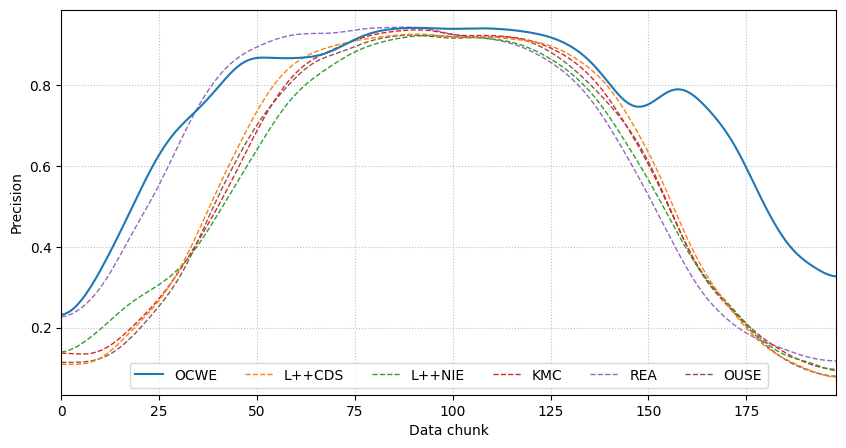 0.8
0.6
0.4
0.2
Precision
OCWE L++CDS L++NIE KMC REA OUSE
0 25 50 75 100 125 150 175
Data chunk